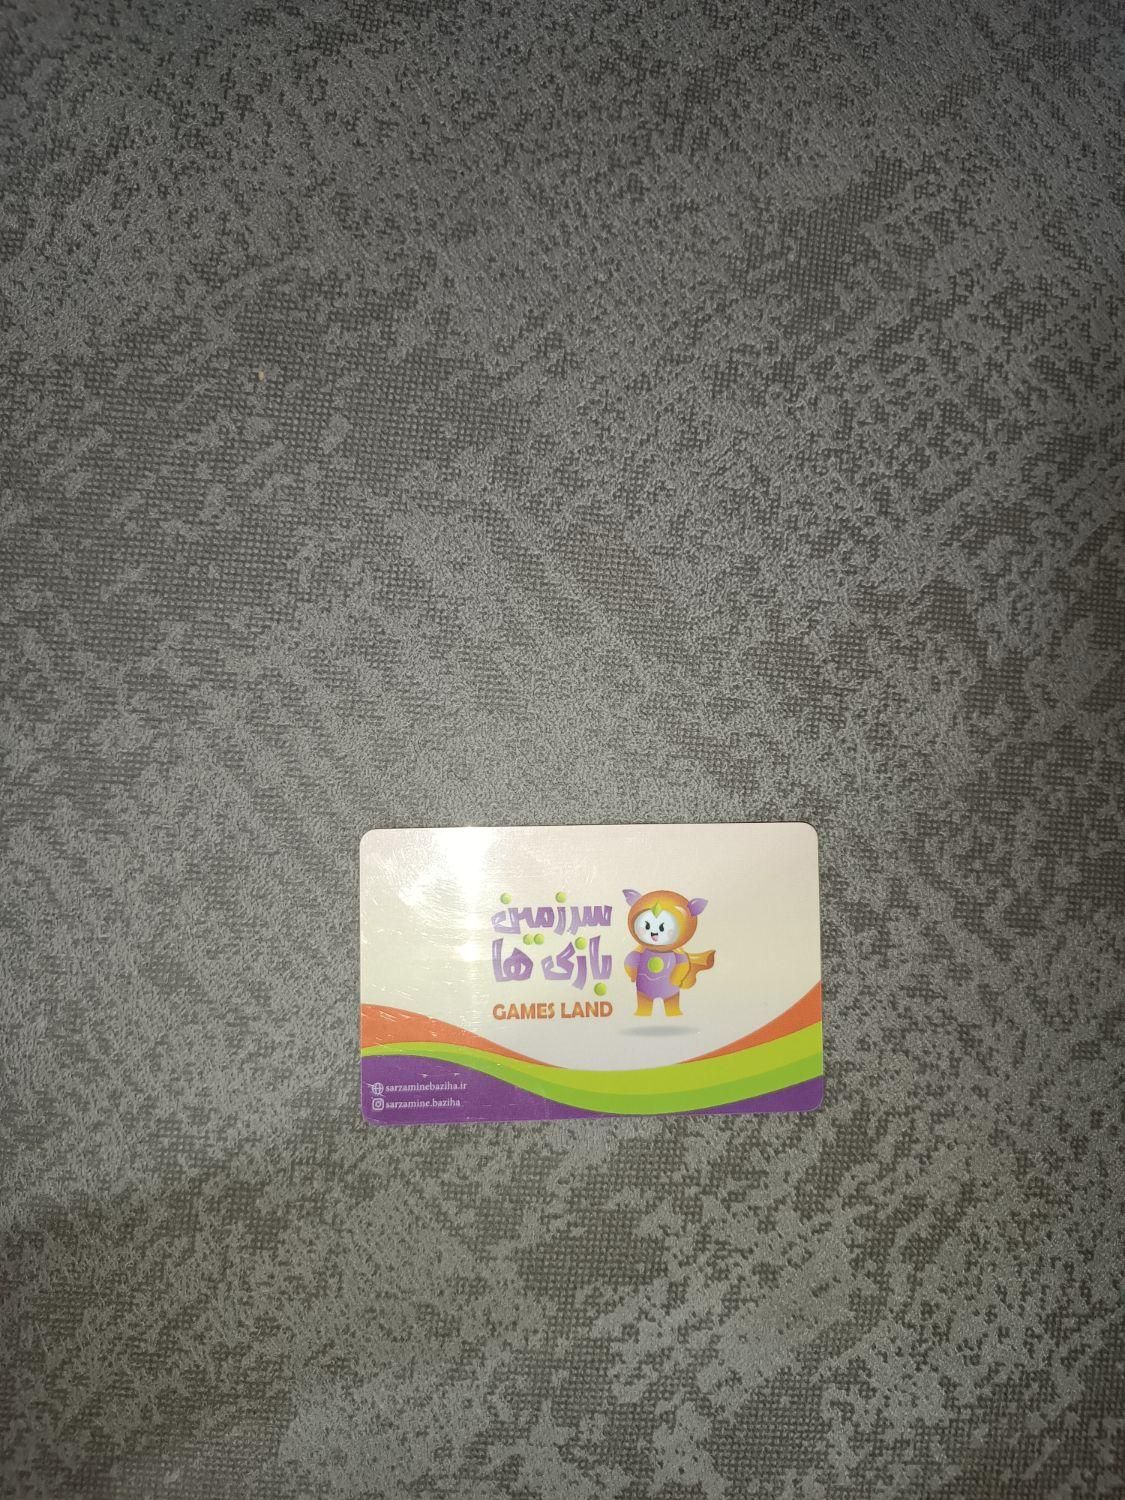 سرزمین
بازی ها
GAMES LAND
sarzaminebaziha.ir
sarzamine.baziha